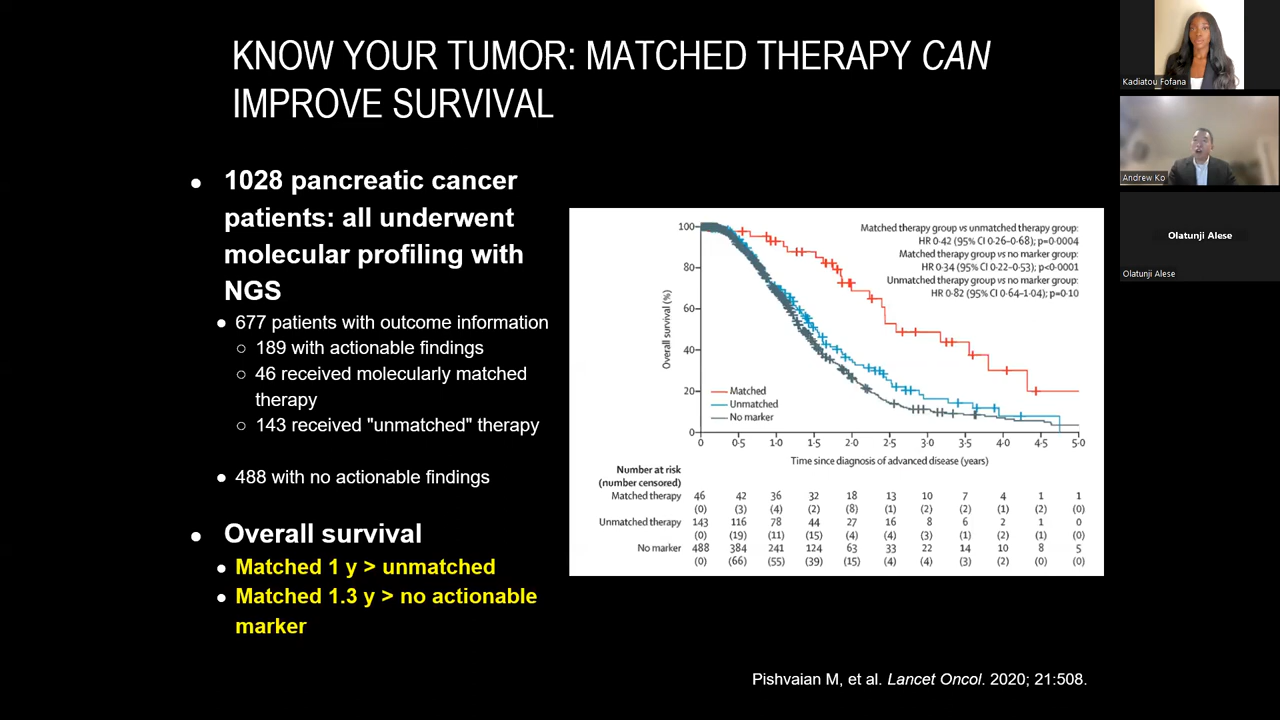 KNOW YOUR TUMOR: MATCHED THERAPY CAN
IMPROVE SURVIVAL
● 1028 pancreatic cancer
patients: all underwent
molecular profiling with
NGS
● 677 patients with outcome information
○ 189 with actionable findings
○ 46 received molecularly matched
therapy
○ 143 received "unmatched" therapy
● 488 with no actionable findings
● Overall survival
● Matched 1 y > unmatched
● Matched 1.3 y > no actionable
marker
Matched therapy group vs unmatched therapy group:
HR 0·42 (95% CI 0·26–0·68); p=0·0004
Matched therapy group vs no marker group:
HR 0·34 (95% CI 0·22–0·53); p<0·0001
Unmatched therapy group vs no marker group:
HR 0·82 (95% CI 0·64–1·04); p=0·10
Overall survival (%)
100
80
60
40
20
0
Matched
Unmatched
No marker
0 0·5 1·0 1·5 2·0 2·5 3·0 3·5 4·0 4·5 5·0
Time since diagnosis of advanced disease (years)
Number at risk
(number censored)
Matched therapy 46 42 36 32 18 13 10 7 4 1 1
(0) (3) (4) (2) (8) (1) (2) (2) (1) (2) (0)
Unmatched therapy 143 116 78 44 27 16 8 6 2 1 0
(0) (19) (11) (15) (4) (4) (3) (1) (2) (1) (0)
No marker 488 384 241 124 63 33 22 14 10 8 5
(0) (66) (55) (39) (15) (4) (4) (3) (2) (0) (0)
Pishvaian M, et al. Lancet Oncol. 2020; 21:508.
Kadiatou Fofana
Andrew Ko
Olatunji Alese
Olatunji Alese